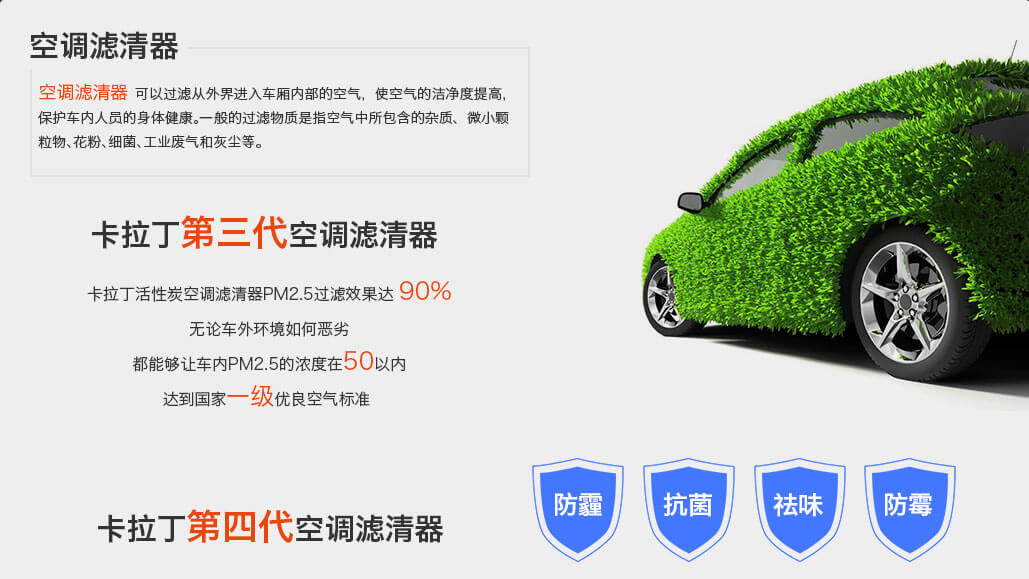 空调滤清器
空调滤清器 可以过滤从外界进入车厢内部的空气，使空气的洁净度提高，
保护车内人员的身体健康。一般的过滤物质是指空气中所包含的杂质、微小颗
粒物、花粉、细菌、工业废气和灰尘等。
卡拉丁第三代空调滤清器
卡拉丁活性炭空调滤清器PM2.5过滤效果达 90%
无论车外环境如何恶劣
都能够让车内PM2.5的浓度在50以内
达到国家一级优良空气标准
防霾 抗菌 祛味 防霉
卡拉丁第四代空调滤清器